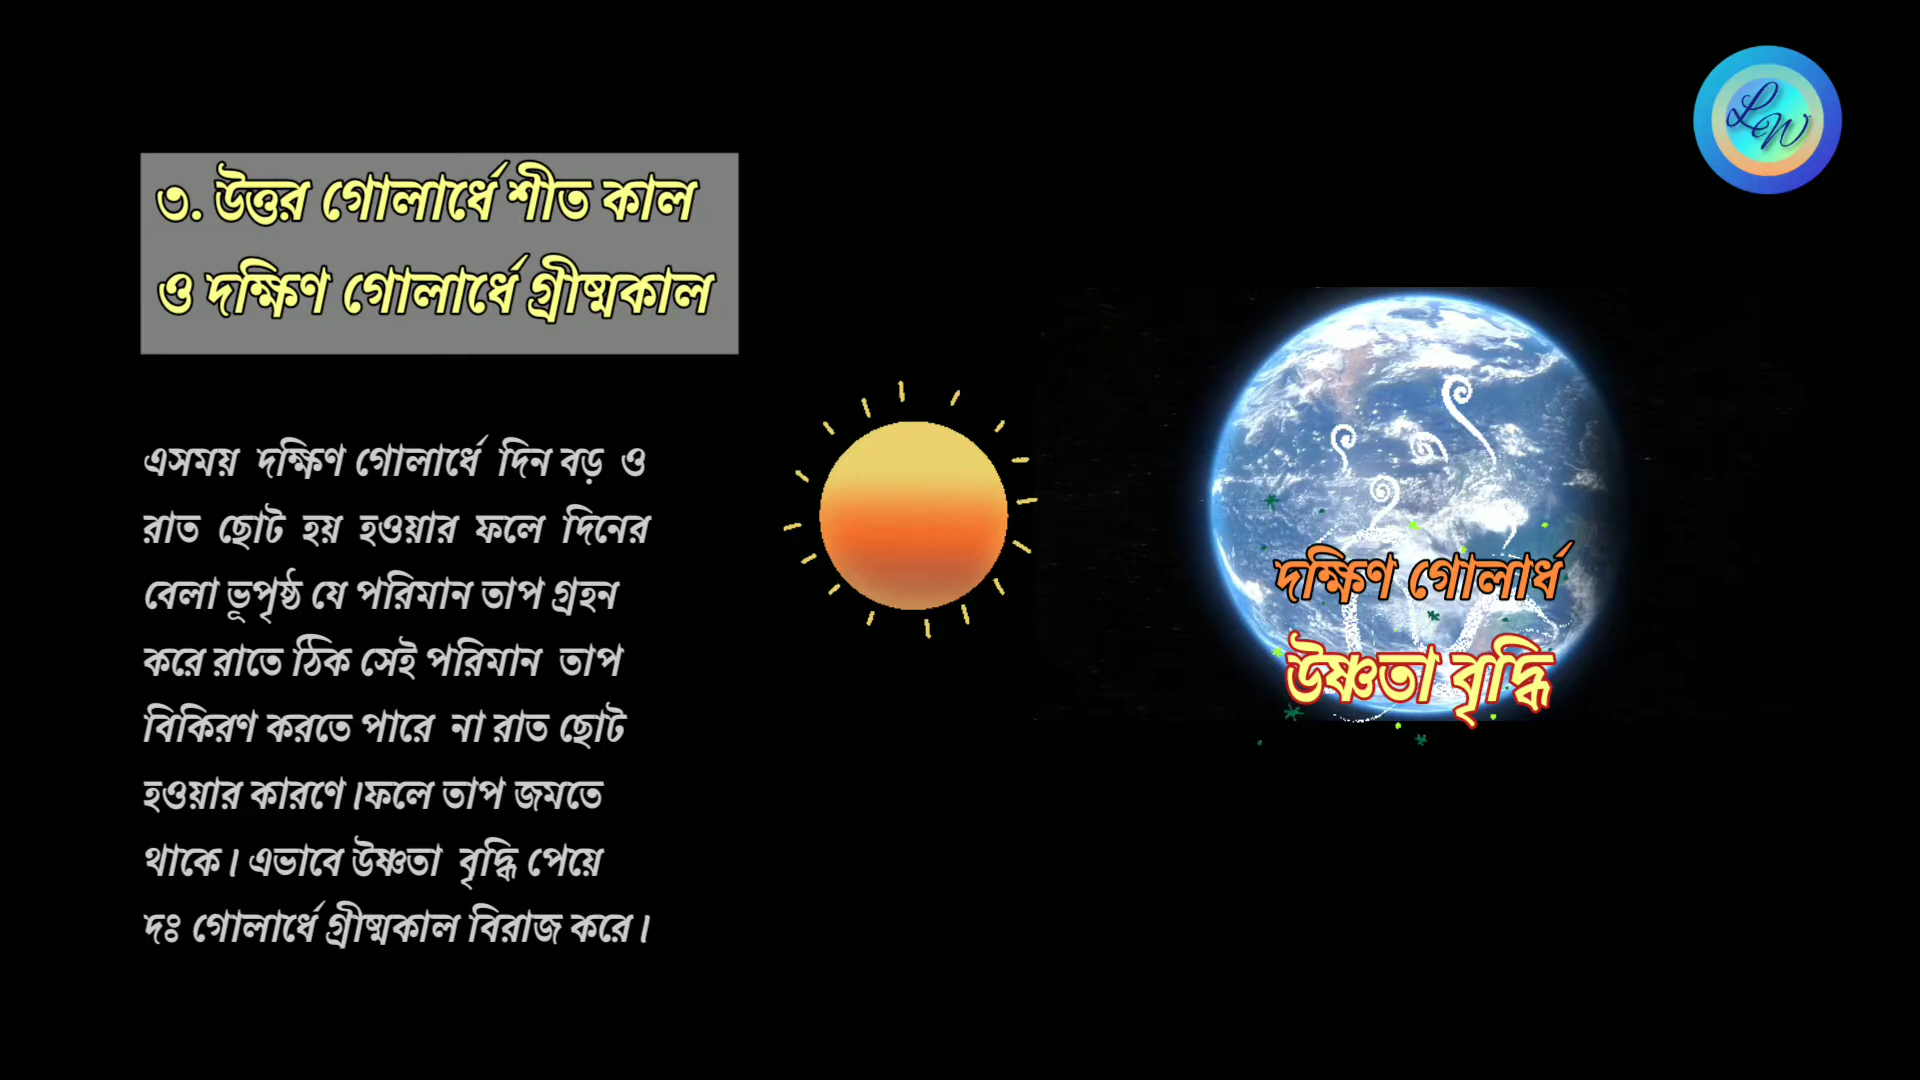 LW
৩. উত্তর গোলার্ধে শীত কাল
ও দক্ষিণ গোলার্ধে গ্রীষ্মকাল
এসময় দক্ষিণ গোলার্ধে দিন বড় ও
রাত ছোট হয় হওয়ার ফলে দিনের
বেলা ভূপৃষ্ঠ যে পরিমান তাপ গ্রহন
করে রাতে ঠিক সেই পরিমান তাপ
বিকিরণ করতে পারে না রাত ছোট
হওয়ার কারণে।ফলে তাপ জমতে
থাকে। এভাবে উষ্ণতা বৃদ্ধি পেয়ে
দঃ গোলার্ধে গ্রীষ্মকাল বিরাজ করে।
দক্ষিণ গোলার্ধ
উষ্ণতা বৃদ্ধি